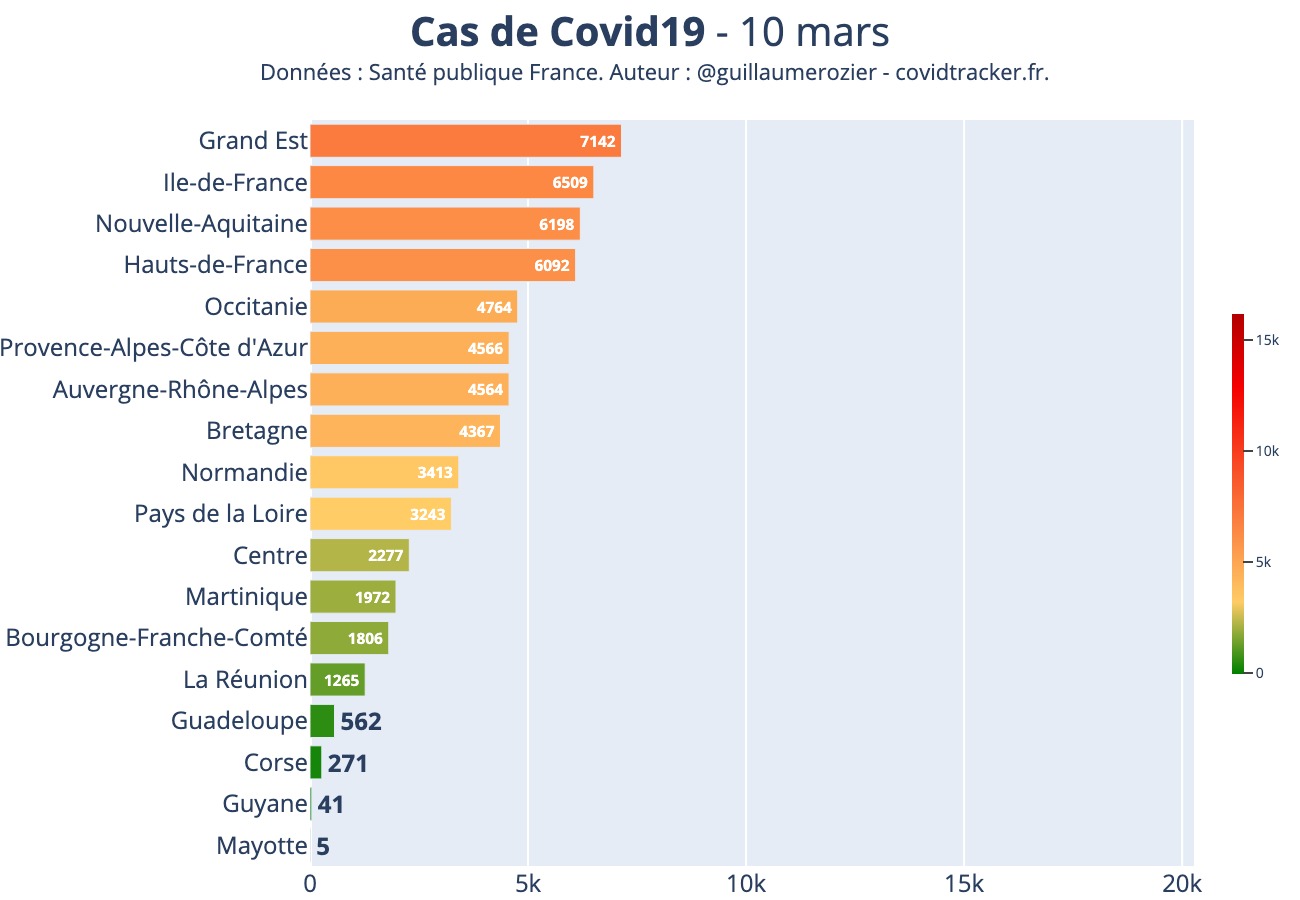 Cas de Covid19 - 10 mars
Données : Santé publique France. Auteur : @guillaumerozier - covidtracker.fr.
Grand Est 7142
Ile-de-France 6509
Nouvelle-Aquitaine 6198
Hauts-de-France 6092
Occitanie 4764
Provence-Alpes-Côte d'Azur 4566
Auvergne-Rhône-Alpes 4564
Bretagne 4367
Normandie 3413
Pays de la Loire 3243
Centre 2277
Martinique 1972
Bourgogne-Franche-Comté 1806
La Réunion 1265
Guadeloupe 562
Corse 271
Guyane 41
Mayotte 5
0 5k 10k 15k 20k
15k
10k
5k
0